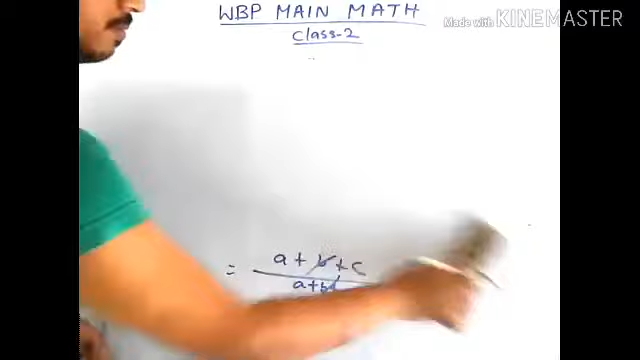 WBP MAIN MATH
Made with KINEMASTER
Class-2
= a + b + c
a + b